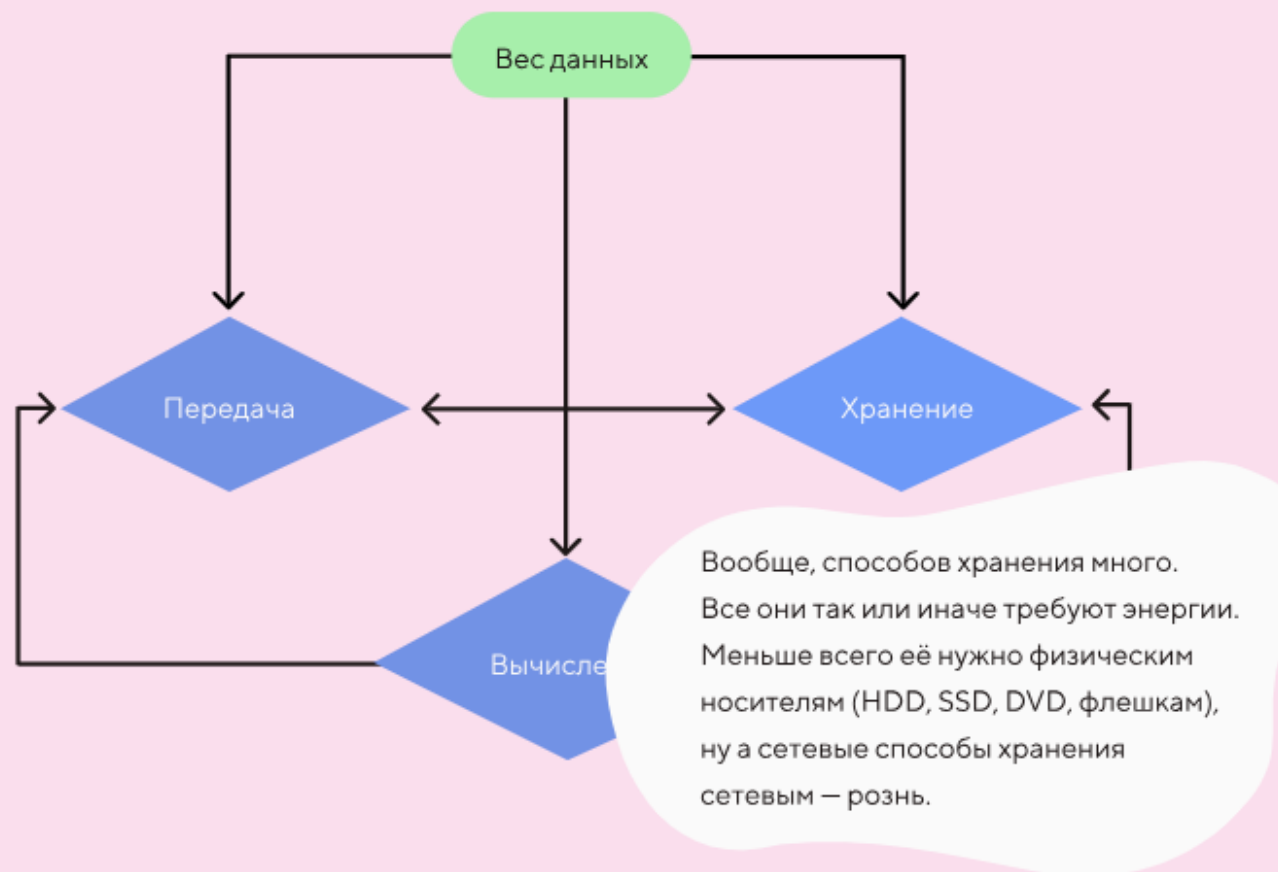 Вес данных
Передача
Хранение
Вычисле
Вообще, способов хранения много.
Все они так или иначе требуют энергии.
Меньше всего её нужно физическим
носителям (HDD, SSD, DVD, флешкам),
ну а сетевые способы хранения
сетевым — рознь.